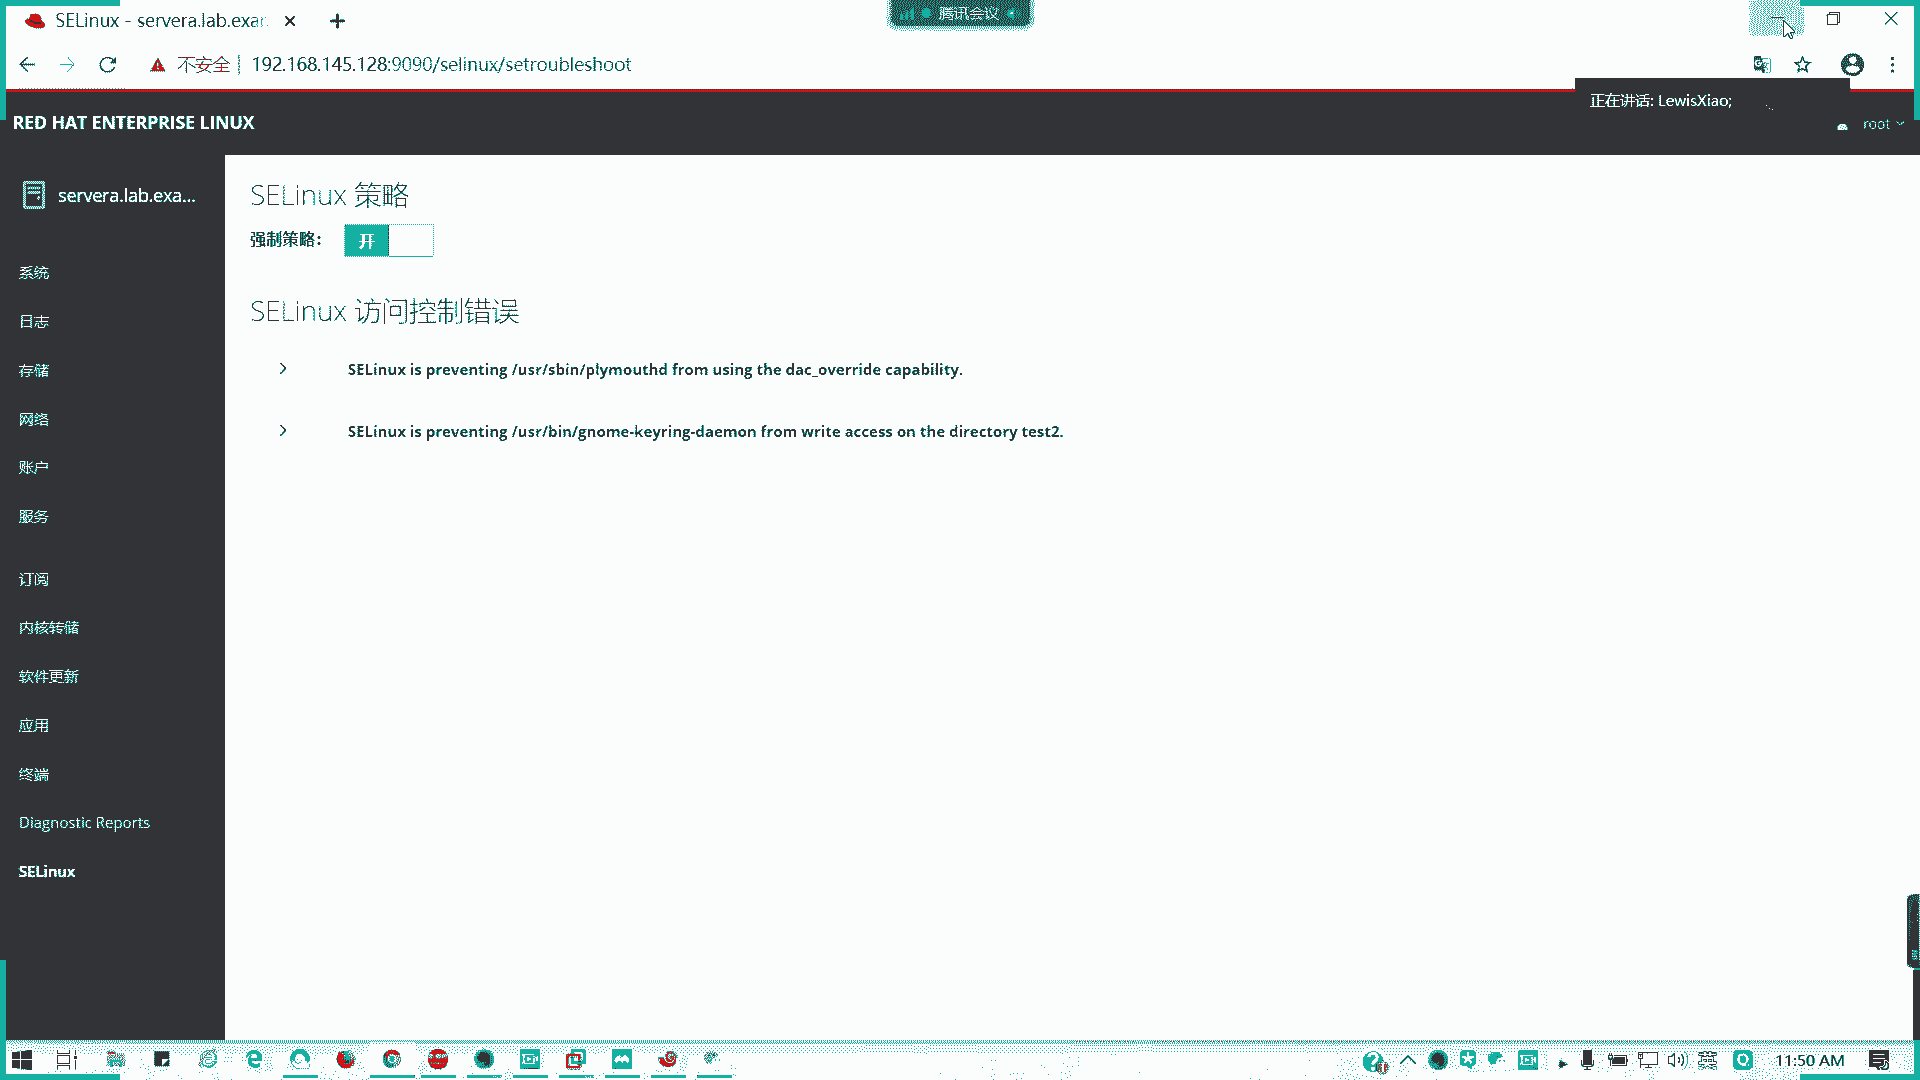 SELinux - servera.lab.exa
腾讯会议
不安全 | 192.168.145.128:9090/selinux/setroubleshoot
正在讲话: LewisXiao;
RED HAT ENTERPRISE LINUX
root
servera.lab.exa...
SELinux 策略
强制策略： 开
系统
SELinux 访问控制错误
日志
SELinux is preventing /usr/sbin/plymouthd from using the dac_override capability.
存储
SELinux is preventing /usr/bin/gnome-keyring-daemon from write access on the directory test2.
网络
账户
服务
订阅
内核转储
软件更新
应用
终端
Diagnostic Reports
SELinux
11:50 AM